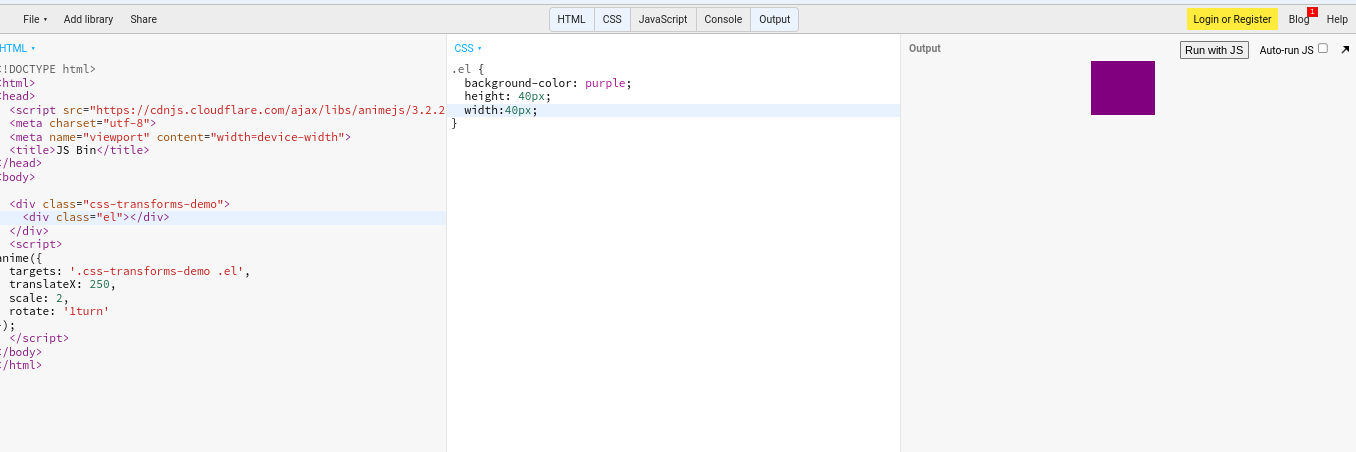 File ▾ Add library Share HTML CSS JavaScript Console Output Login or Register Blog 1 Help
HTML ▾
<!DOCTYPE html>
<html>
<head>
<script src="https://cdnjs.cloudflare.com/ajax/libs/animejs/3.2.2
<meta charset="utf-8">
<meta name="viewport" content="width=device-width">
<title>JS Bin</title>
</head>
<body>
<div class="css-transforms-demo">
<div class="el"></div>
</div>
<script>
anime({
targets: '.css-transforms-demo .el',
translateX: 250,
scale: 2,
rotate: '1turn'
});
</script>
</body>
</html>
CSS ▾
.el {
background-color: purple;
height: 40px;
width:40px;
}
Output Run with JS Auto-run JS